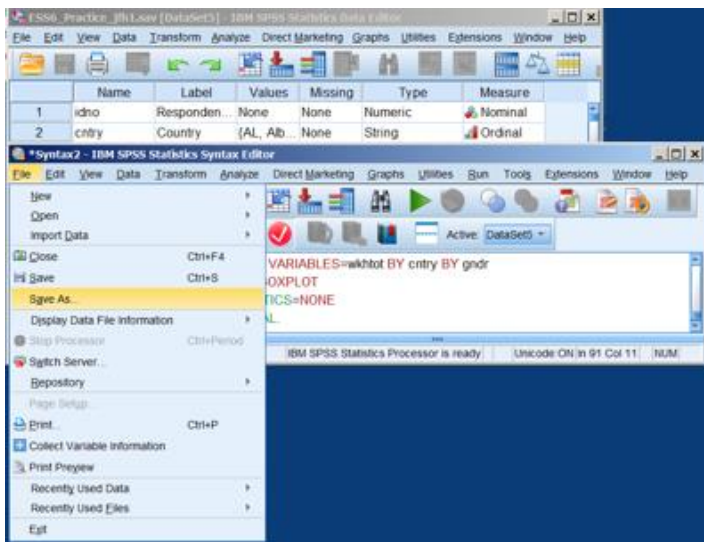 ESS6_Practice_jfh1.sav [DataSet5] - IBM SPSS Statistics Data Editor
File Edit View Data Transform Analyze Direct Marketing Graphs Utilities Extensions Window Help
Name Label Values Missing Type Measure
1 idno Responden... None None Numeric Nominal
2 cntry Country {AL, Alb... None String Ordinal
*Syntax2 - IBM SPSS Statistics Syntax Editor
File Edit View Data Transform Analyze Direct Marketing Graphs Utilities Run Tools Extensions Window Help
New
Open
Import Data
Active: DataSet5
Close Ctrl+F4
VARIABLES=wkhtot BY cntry BY gndr
Save Ctrl+S
OXPLOT
Save As...
TICS=NONE
Display Data File Information
Stop Processor Ctrl+Period
Switch Server...
IBM SPSS Statistics Processor is ready Unicode:ON In 91 Col 11 NUM
Repository
Page Setup...
Print... Ctrl+P
Collect Variable Information
Print Preview
Recently Used Data
Recently Used Files
Exit